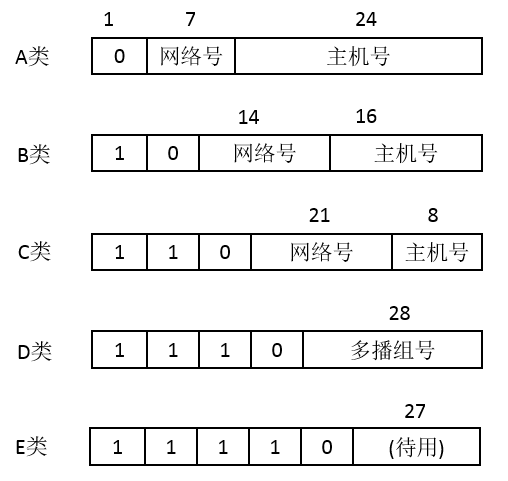 1 7 24
A类 0 网络号 主机号
14 16
B类 1 0 网络号 主机号
21 8
C类 1 1 0 网络号 主机号
28
D类 1 1 1 0 多播组号
27
E类 1 1 1 1 0 (待用)